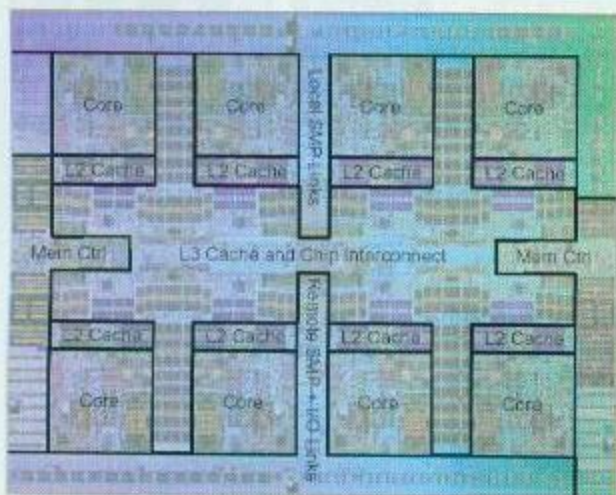 Core Core Core Core
L2 Cache L2 Cache L2 Cache L2 Cache
Local SMP Links
Mem Ctrl L3 Cache and Chip Interconnect Mem Ctrl
Remote SMP + I/O Links
L2 Cache L2 Cache L2 Cache L2 Cache
Core Core Core Core